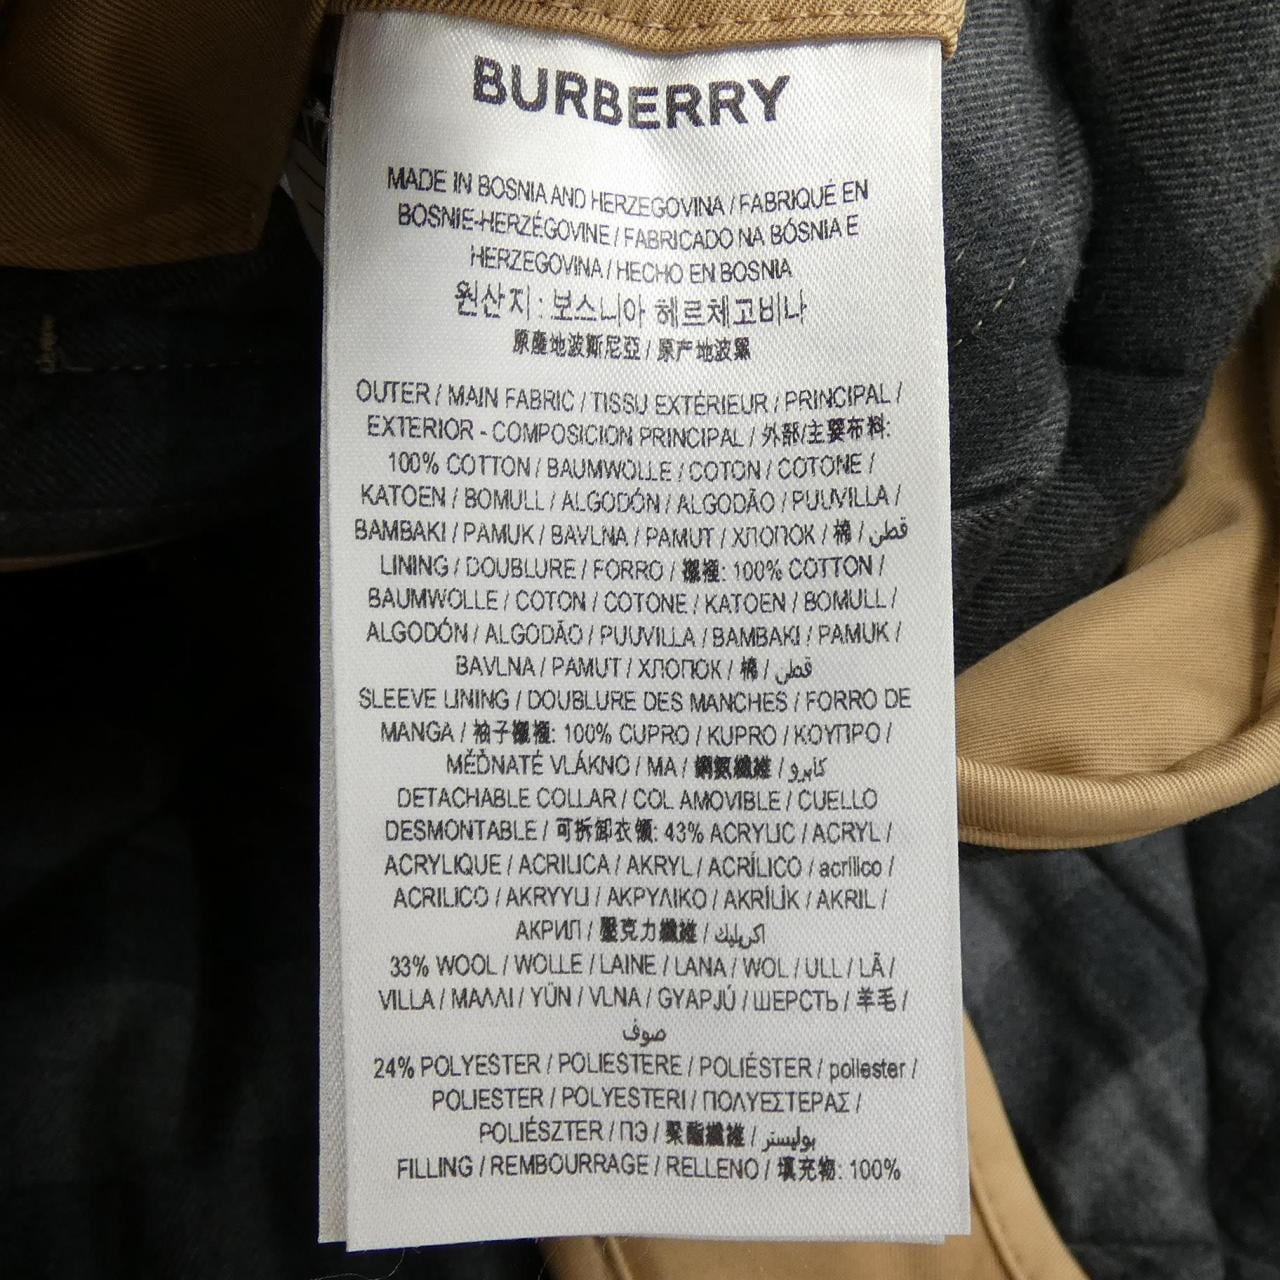 BURBERRY
MADE IN BOSNIA AND HERZEGOVINA / FABRIQUÉ EN
BOSNIE-HERZÉGOVINE / FABRICADO NA BÓSNIA E
HERZEGOVINA / HECHO EN BOSNIA
원산지 : 보스니아 헤르체고비나
原產地波斯尼亞 / 原产地波黑
OUTER / MAIN FABRIC / TISSU EXTÉRIEUR / PRINCIPAL /
EXTERIOR - COMPOSICION PRINCIPAL / 外部/主要布料:
100% COTTON / BAUMWOLLE / COTON / COTONE /
KATOEN / BOMULL / ALGODÓN / ALGODÃO / PUUVILLA /
BAMBAKI / PAMUK / BAVLNA / PAMUT / ХЛОПОК / 棉 / قطن
LINING / DOUBLURE / FORRO / 襯裡: 100% COTTON /
BAUMWOLLE / COTON / COTONE / KATOEN / BOMULL /
ALGODÓN / ALGODÃO / PUUVILLA / BAMBAKI / PAMUK /
BAVLNA / PAMUT / ХЛОПОК / 棉 / قطن
SLEEVE LINING / DOUBLURE DES MANCHES / FORRO DE
MANGA / 袖子襯裡: 100% CUPRO / KUPRO / ΚΟΥΠΡΟ /
MĚĎNATÉ VLÁKNO / MA / 銅氨纖維 / كابرو
DETACHABLE COLLAR / COL AMOVIBLE / CUELLO
DESMONTABLE / 可拆卸衣領: 43% ACRYLIC / ACRYL /
ACRYLIQUE / ACRILICA / AKRYL / ACRÍLICO / acrílico /
ACRILICO / AKRYYLI / ΑΚΡΥΛΙΚΟ / AKRİLİK / AKRIL /
АКРИЛ / 壓克力纖維 / اكريليك
33% WOOL / WOLLE / LAINE / LANA / WOL / ULL / LÃ /
VILLA / ΜΑΛΛΙ / YÜN / VLNA / GYAPJÚ / ШЕРСТЬ / 羊毛 /
صوف
24% POLYESTER / POLIESTERE / POLIÉSTER / poliester /
POLIESTER / POLYESTERI / ΠΟΛΥΕΣΤΕΡΑΣ /
POLIÉSZTER / ПЭ / 聚酯纖維 / بوليستر
FILLING / REMBOURRAGE / RELLENO / 填充物: 100%